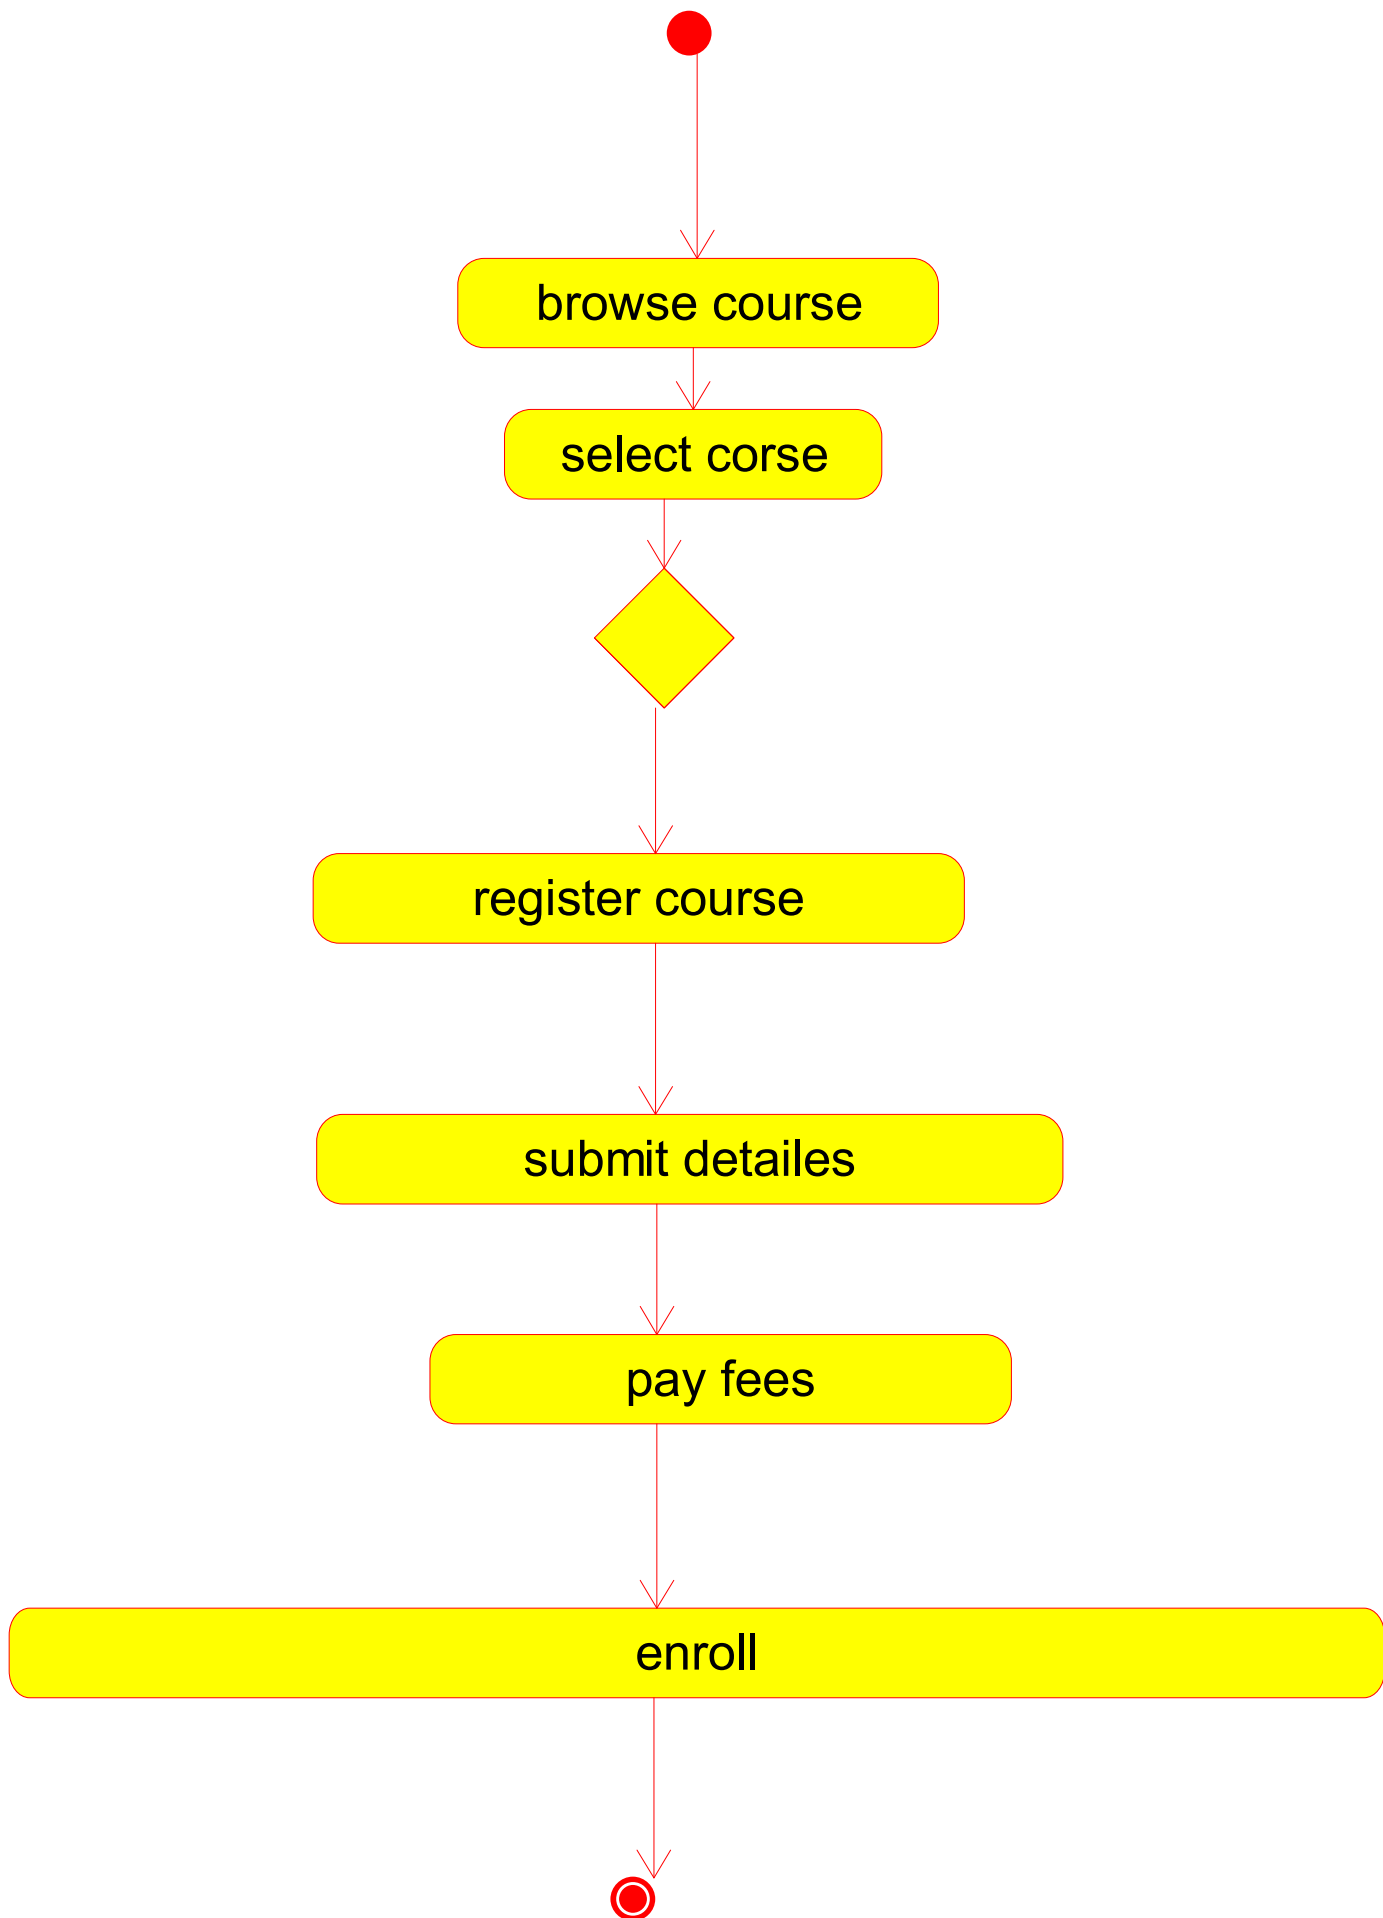 browse course
select corse
register course
submit detailes
pay fees
enroll